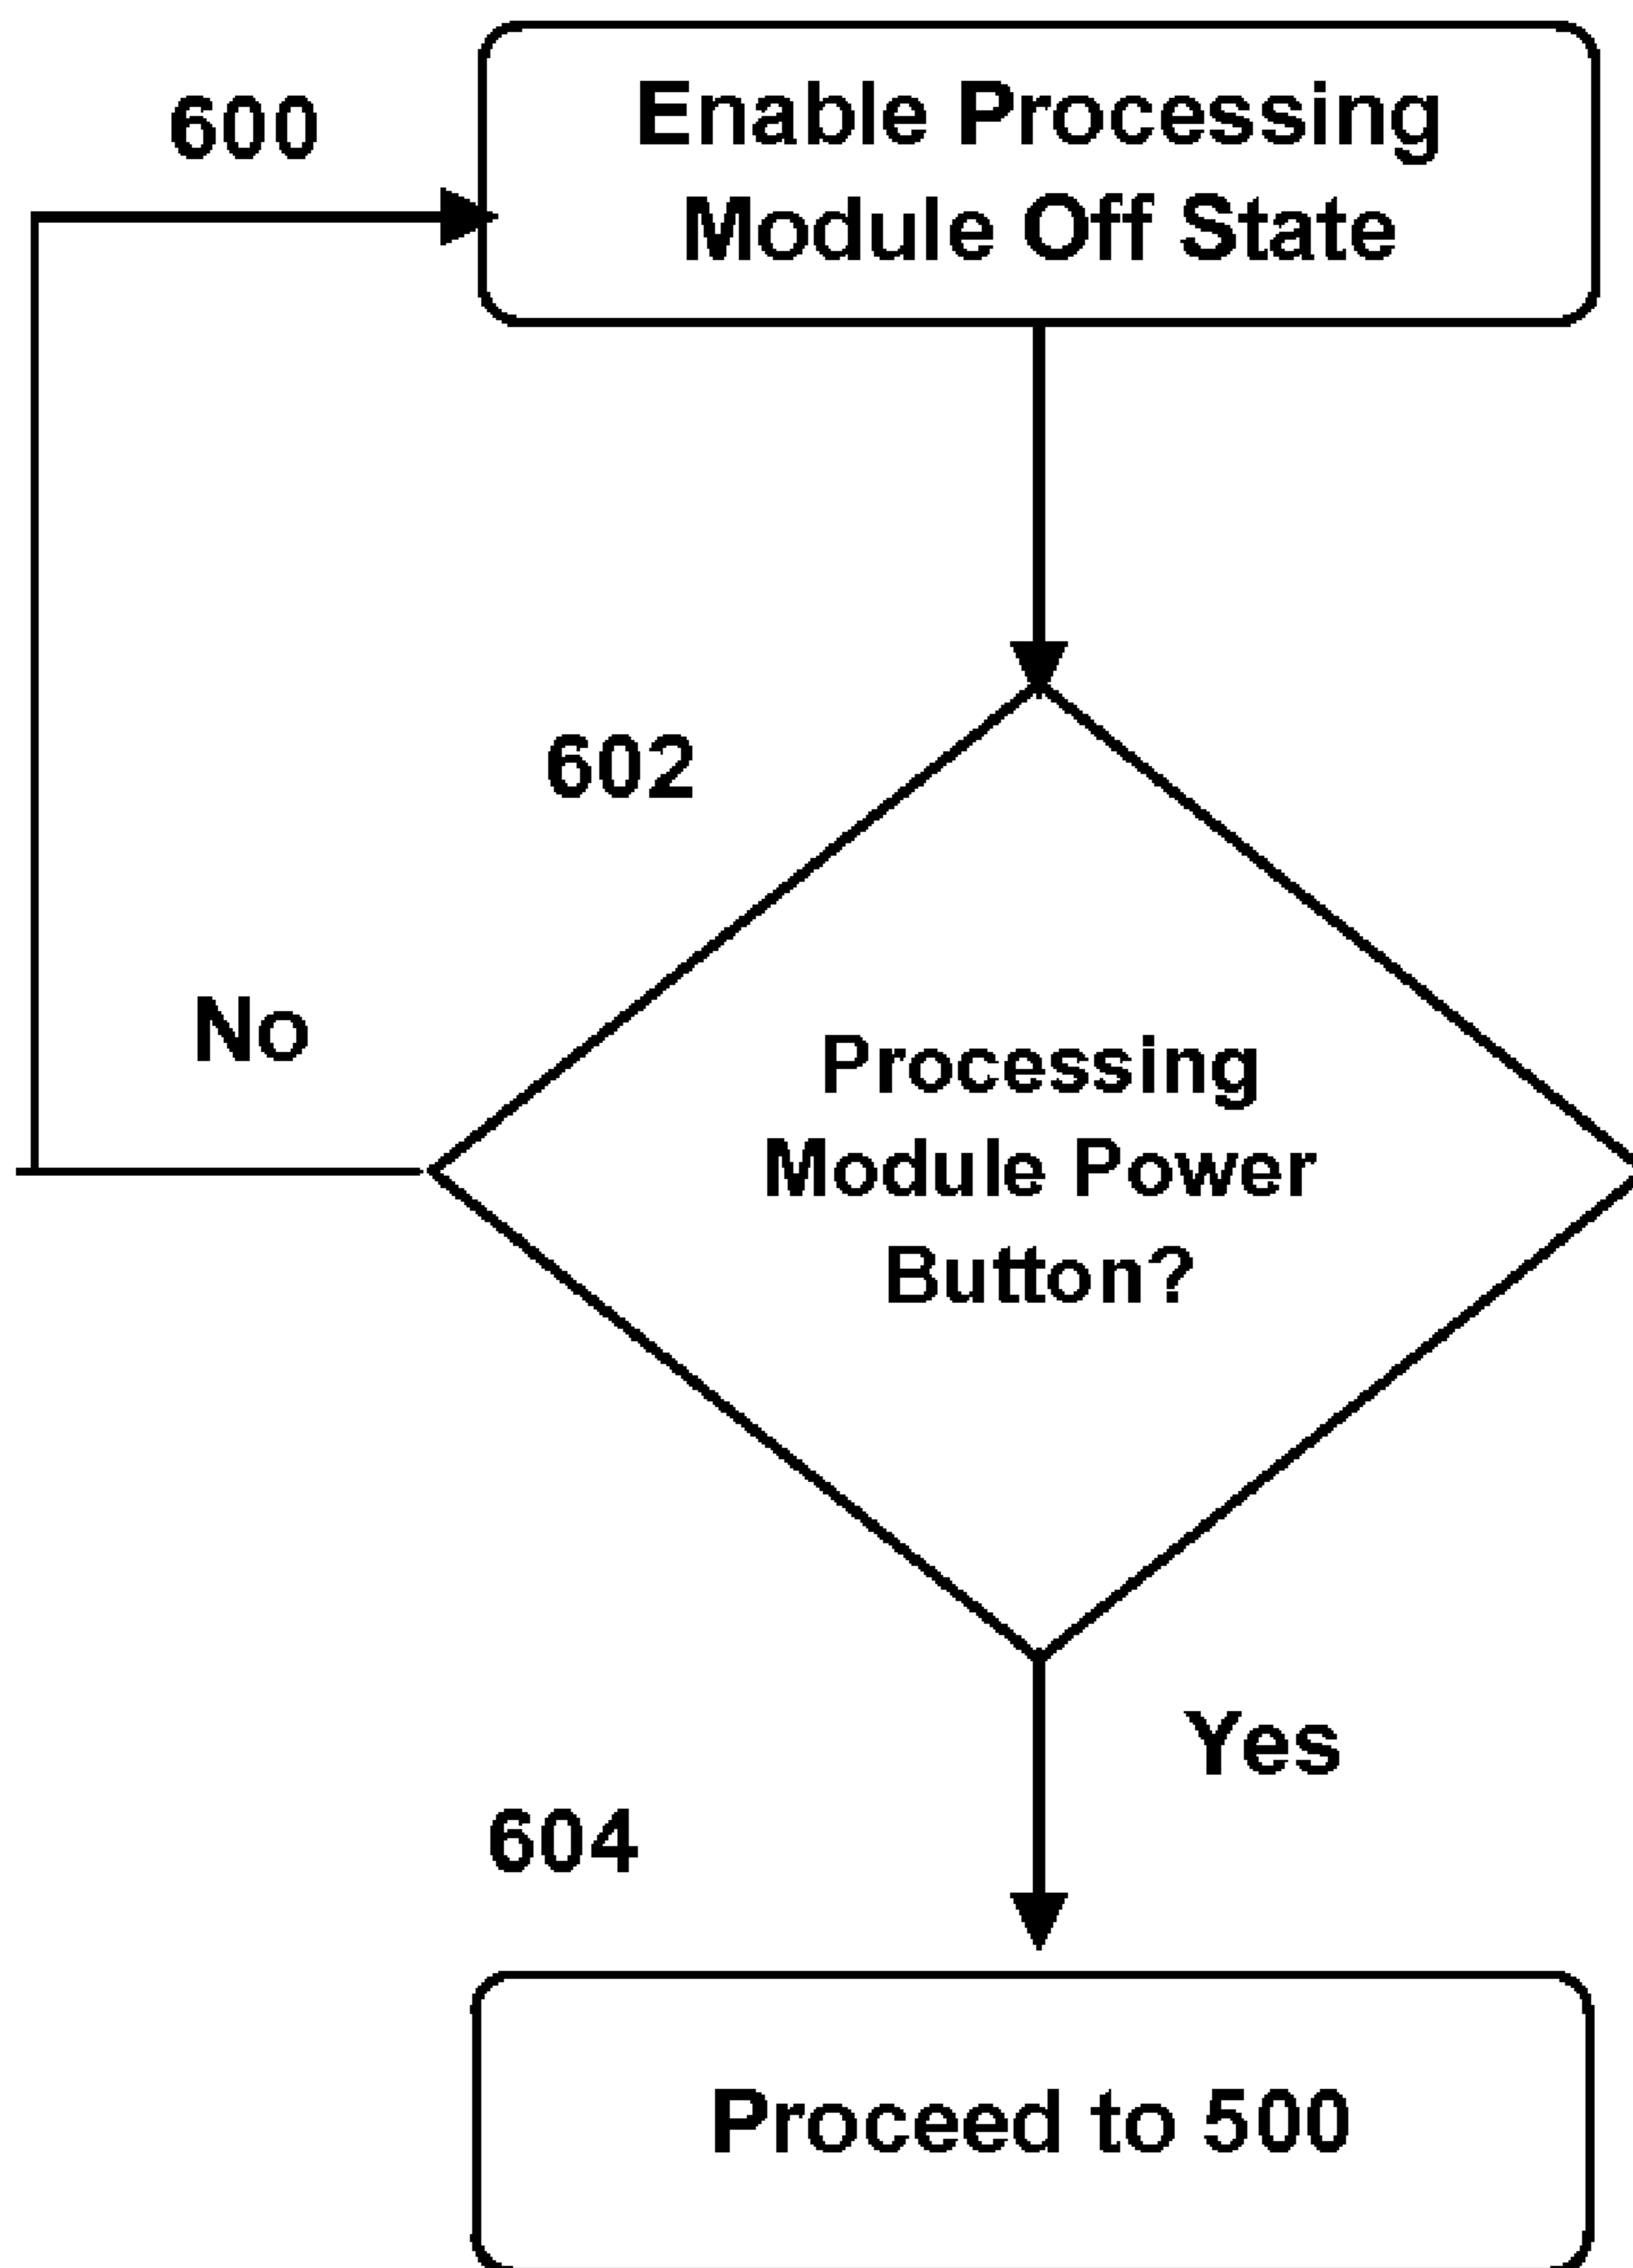 600
Enable Processing
Module Off State
602
No
Processing
Module Power
Button?
Yes
604
Proceed to 500